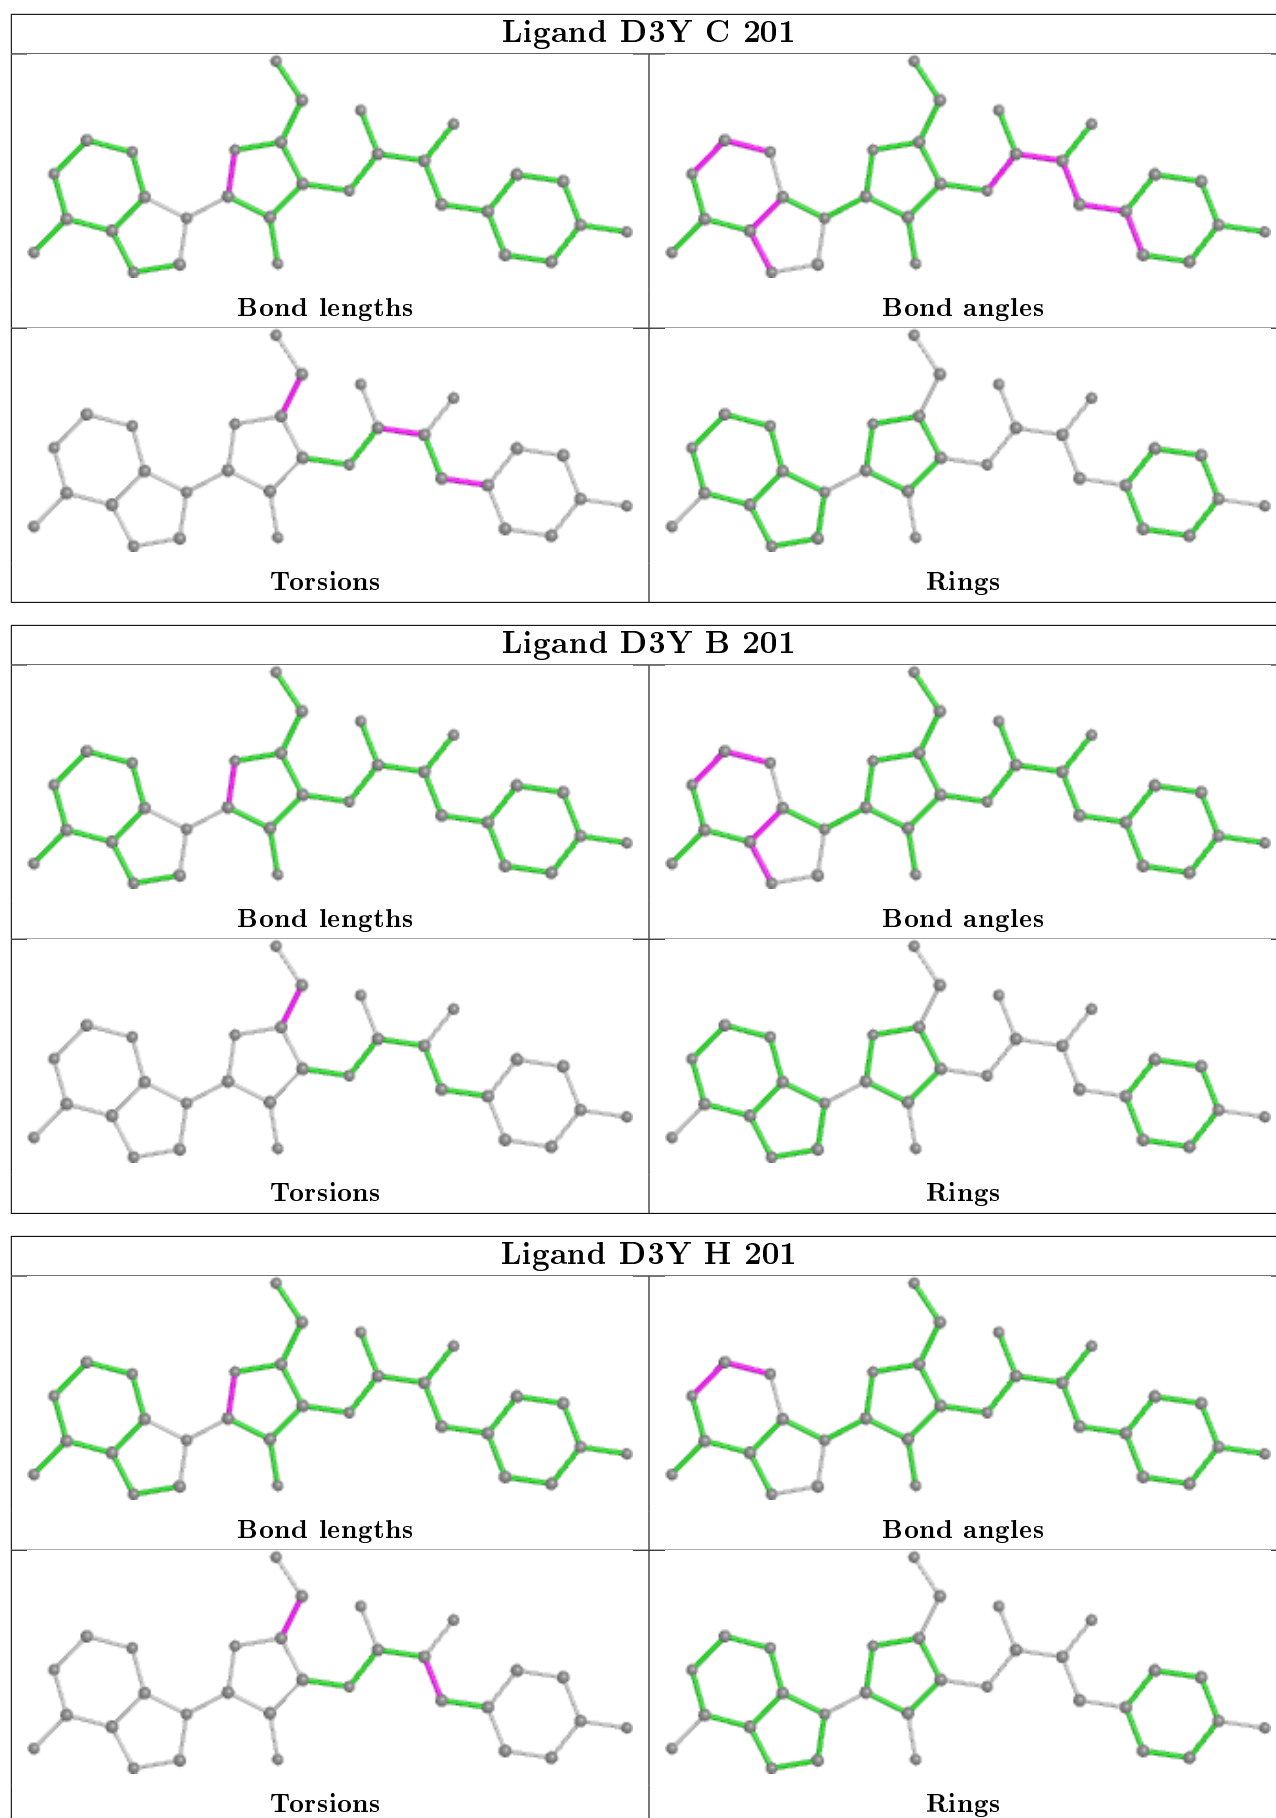 Ligand D3Y C 201
Bond lengths
Bond angles
Torsions
Rings
Ligand D3Y B 201
Bond lengths
Bond angles
Torsions
Rings
Ligand D3Y H 201
Bond lengths
Bond angles
Torsions
Rings